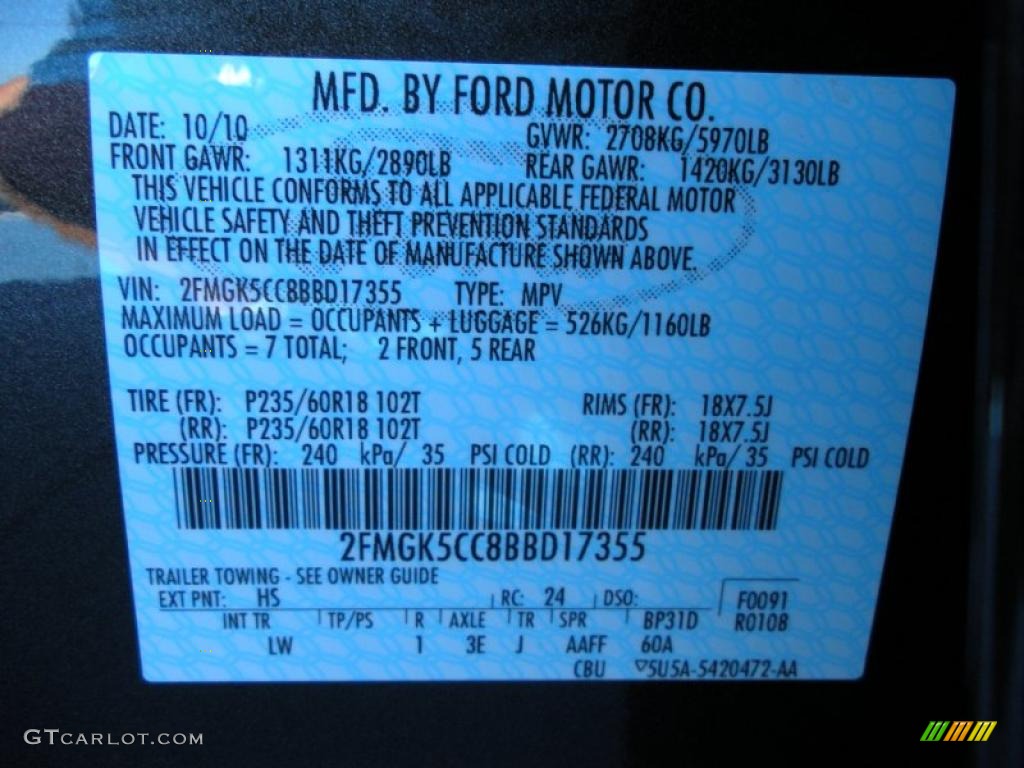 MFD. BY FORD MOTOR CO.
DATE: 10/10 GVWR: 2708KG/5970LB
FRONT GAWR: 1311KG/2890LB REAR GAWR: 1420KG/3130LB
THIS VEHICLE CONFORMS TO ALL APPLICABLE FEDERAL MOTOR
VEHICLE SAFETY AND THEFT PREVENTION STANDARDS
IN EFFECT ON THE DATE OF MANUFACTURE SHOWN ABOVE.
VIN: 2FMGK5CC8BBD17355 TYPE: MPV
MAXIMUM LOAD = OCCUPANTS + LUGGAGE = 526KG/1160LB
OCCUPANTS = 7 TOTAL; 2 FRONT, 5 REAR
TIRE (FR): P235/60R18 102T RIMS (FR): 18X7.5J
(RR): P235/60R18 102T (RR): 18X7.5J
PRESSURE (FR): 240 kPa/ 35 PSI COLD (RR): 240 kPa/ 35 PSI COLD
2FMGK5CC8BBD17355
TRAILER TOWING - SEE OWNER GUIDE
EXT PNT: HS RC: 24 DSO: F0091
INT TR TP/PS R AXLE TR SPR BP31D R0108
LW 1 3E J AAFF 60A
CBU ▽5U5A-5420472-AA
GTCARLOT.COM